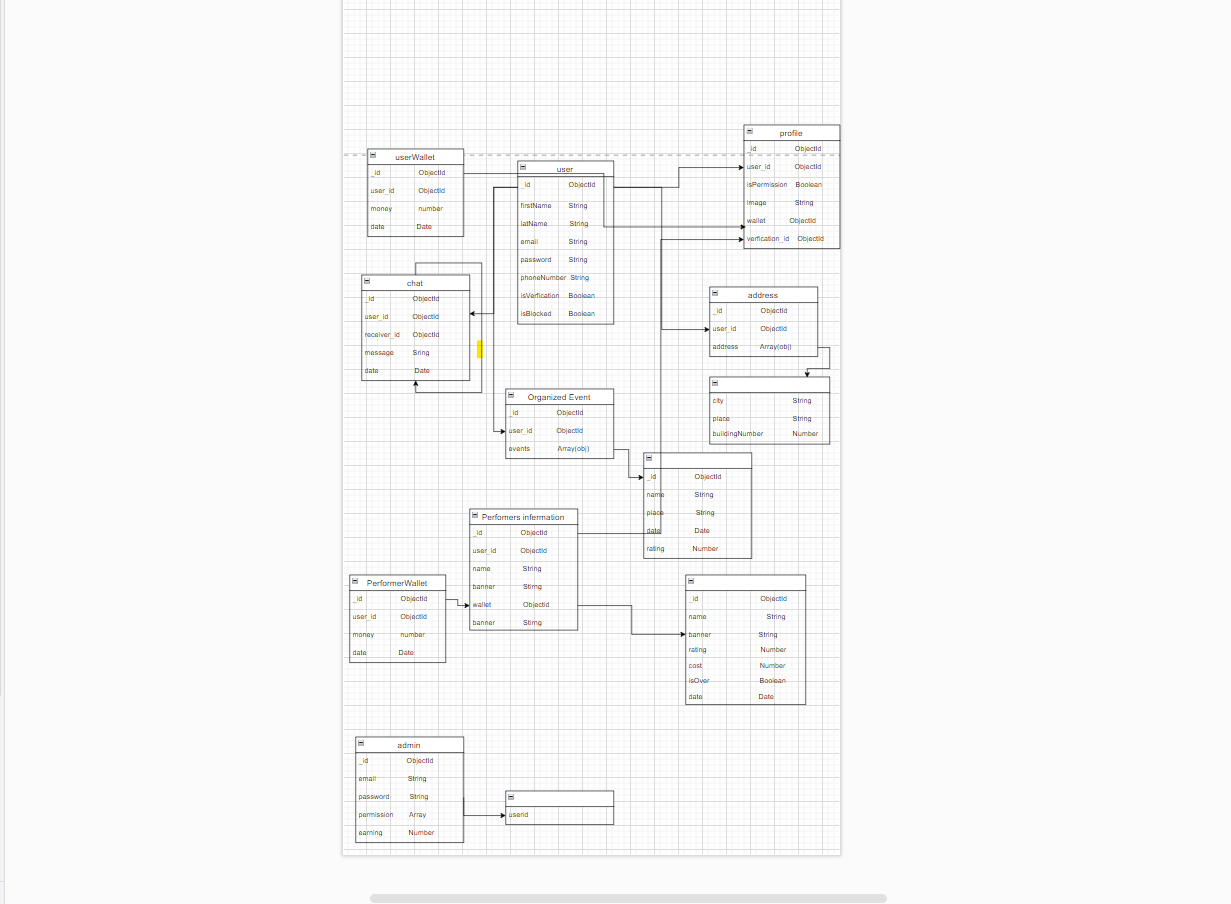 profile
_id ObjectId
user_id ObjectId
isPermission Boolean
image String
wallet ObjectId
verfication_id ObjectId
userWallet
_id ObjectId
user_id ObjectId
money number
date Date
user
_id ObjectId
firstName String
latName String
email String
password String
phoneNumber String
isVerfication Boolean
isBlocked Boolean
chat
_id ObjectId
user_id ObjectId
receiver_id ObjectId
message Sring
date Date
address
_id ObjectId
user_id ObjectId
address Array(obj)
city String
place String
buildingNumber Number
Organized Event
_id ObjectId
user_id ObjectId
events Array(obj)
_id ObjectId
name String
place String
date Date
rating Number
Perfomers infermation
_id ObjectId
user_id ObjectId
name String
banner Stirng
wallet Objectid
banner Stirng
PerformerWallet
_id ObjectId
user_id ObjectId
money number
date Date
_id ObjectId
name String
banner String
rating Number
cost Number
isOver Boolean
date Date
admin
_id ObjectId
email String
password String
permission Array
earning Number
userid